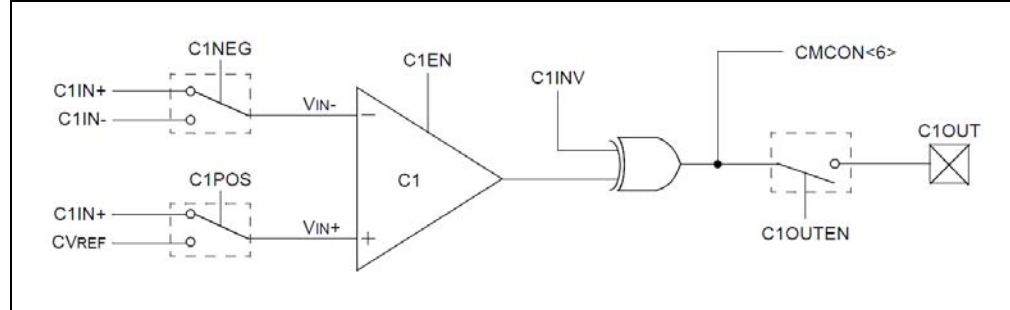 C1NEG
C1EN
CMCON<6>
C1INV
C1IN+
VIN-
C1IN-
−
C1OUT
C1POS
C1
C1IN+
VIN+
CVREF
+
C1OUTEN